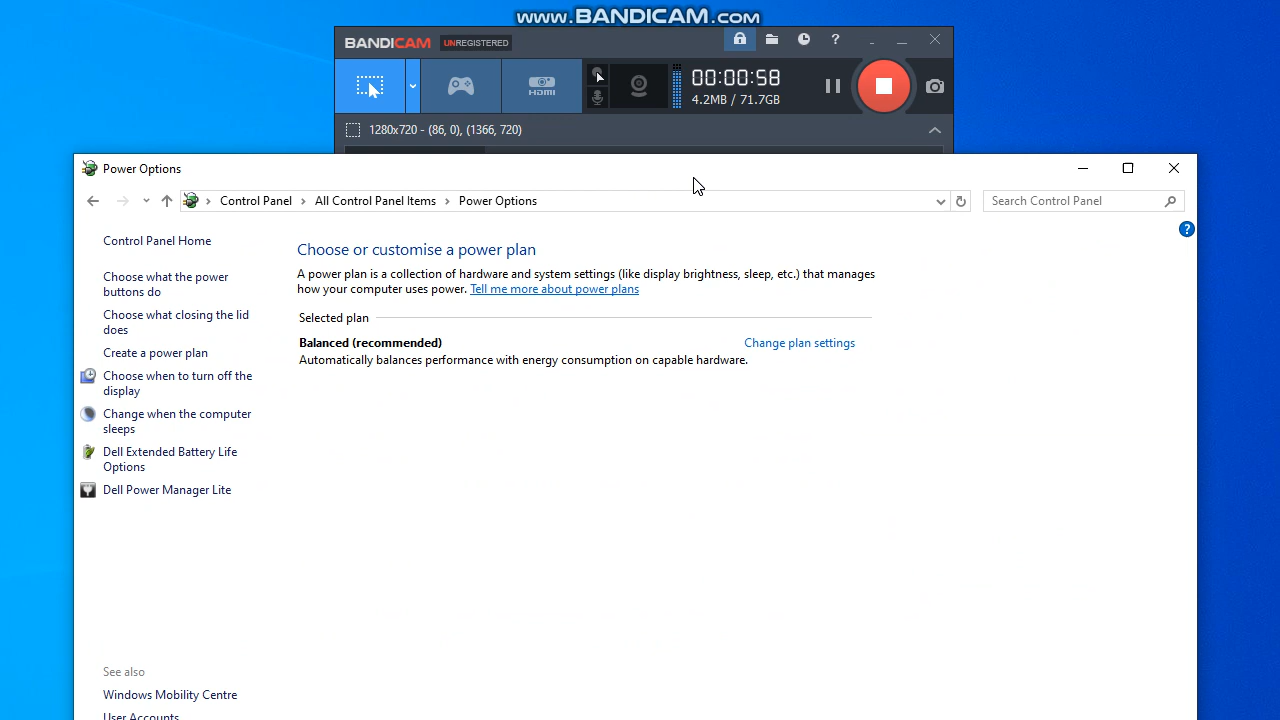 www.BANDICAM.com
BANDICAM UNREGISTERED
?
HDMI
00:00:58
4.2MB / 71.7GB
1280x720 - (86, 0), (1366, 720)
Power Options
Control Panel
All Control Panel Items
Power Options
Search Control Panel
?
Control Panel Home
Choose what the power
buttons do
Choose what closing the lid
does
Create a power plan
Choose when to turn off the
display
Change when the computer
sleeps
Dell Extended Battery Life
Options
Dell Power Manager Lite
See also
Windows Mobility Centre
User Accounts
Choose or customise a power plan
A power plan is a collection of hardware and system settings (like display brightness, sleep, etc.) that manages
how your computer uses power. Tell me more about power plans
Selected plan
Balanced (recommended)
Change plan settings
Automatically balances performance with energy consumption on capable hardware.